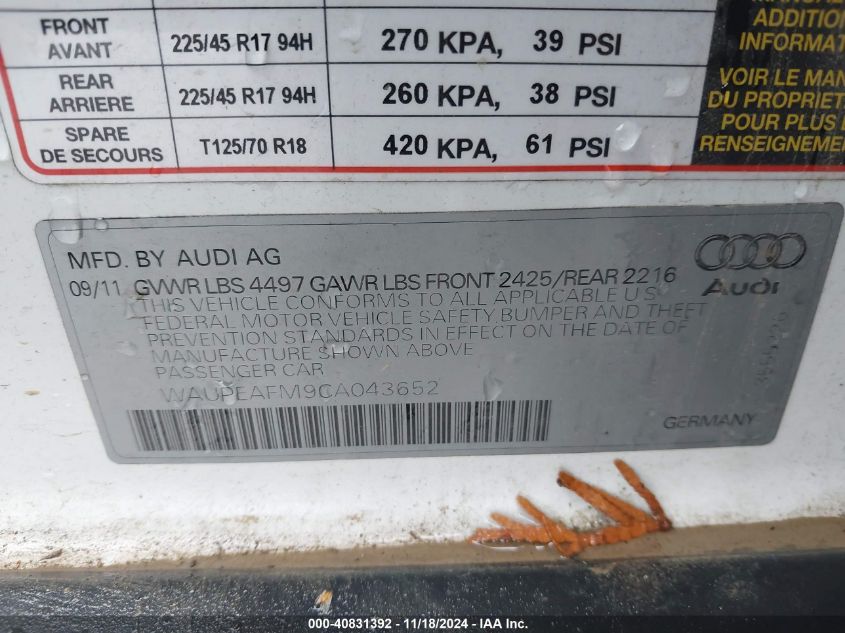 MANUAL
ADDITION
INFORMAT
FRONT
AVANT 225/45 R17 94H 270 KPA, 39 PSI
REAR
ARRIERE 225/45 R17 94H 260 KPA, 38 PSI
SPARE
DE SECOURS T125/70 R18 420 KPA, 61 PSI
VOIR LE MAN
DU PROPRIET
POUR PLUS
RENSEIGNEME
MFD. BY AUDI AG
09/11 GVWR LBS 4497 GAWR LBS FRONT 2425/REAR 2216
THIS VEHICLE CONFORMS TO ALL APPLICABLE U S
FEDERAL MOTOR VEHICLE SAFETY, BUMPER AND THEFT
PREVENTION STANDARDS IN EFFECT ON THE DATE OF
MANUFACTURE SHOWN ABOVE
PASSENGER CAR
WAUPEAFM9CA043652
Audi
GERMANY
000-40831392 - 11/18/2024 - IAA Inc.